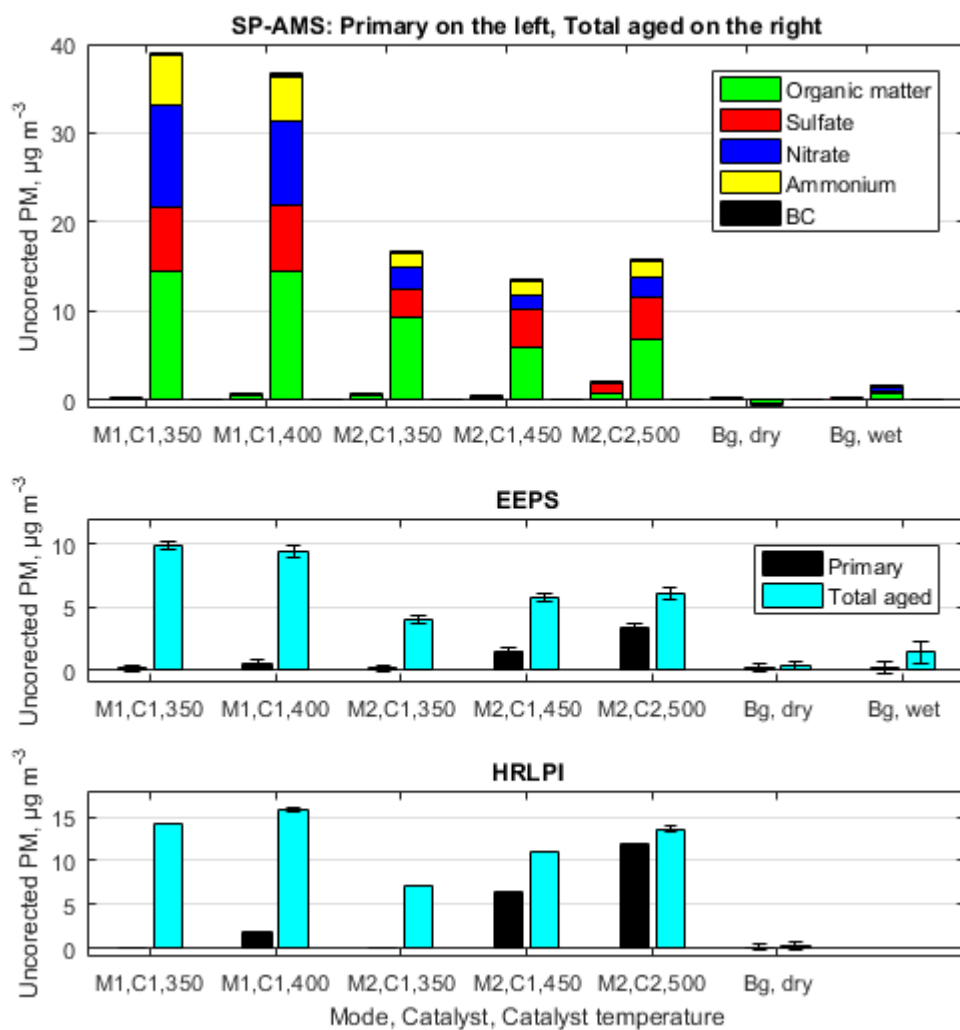 SP-AMS: Primary on the left, Total aged on the right
Uncorected PM, µg m⁻³
40
30
20
10
0
Organic matter
Sulfate
Nitrate
Ammonium
BC
M1,C1,350 M1,C1,400 M2,C1,350 M2,C1,450 M2,C2,500 Bg, dry Bg, wet
EEPS
Uncorected PM, µg m⁻³
10
5
0
Primary
Total aged
M1,C1,350 M1,C1,400 M2,C1,350 M2,C1,450 M2,C2,500 Bg, dry Bg, wet
HRLPI
Uncorected PM, µg m⁻³
15
10
5
0
M1,C1,350 M1,C1,400 M2,C1,350 M2,C1,450 M2,C2,500 Bg, dry
Mode, Catalyst, Catalyst temperature